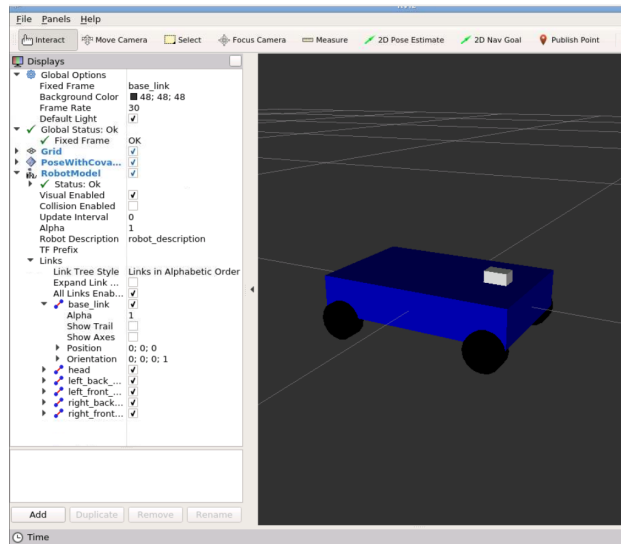 File Panels Help
Interact Move Camera Select Focus Camera Measure 2D Pose Estimate 2D Nav Goal Publish Point
Displays
Global Options
Fixed Frame base_link
Background Color 48; 48; 48
Frame Rate 30
Default Light
Global Status: Ok
Fixed Frame OK
Grid
PoseWithCova...
RobotModel
Status: Ok
Visual Enabled
Collision Enabled
Update Interval 0
Alpha 1
Robot Description robot_description
TF Prefix
Links
Link Tree Style Links in Alphabetic Order
Expand Link ...
All Links Enab...
base_link
Alpha 1
Show Trail
Show Axes
Position 0; 0; 0
Orientation 0; 0; 0; 1
head
left_back_...
left_front_...
right_back...
right_front...
Add Duplicate Remove Rename
Time